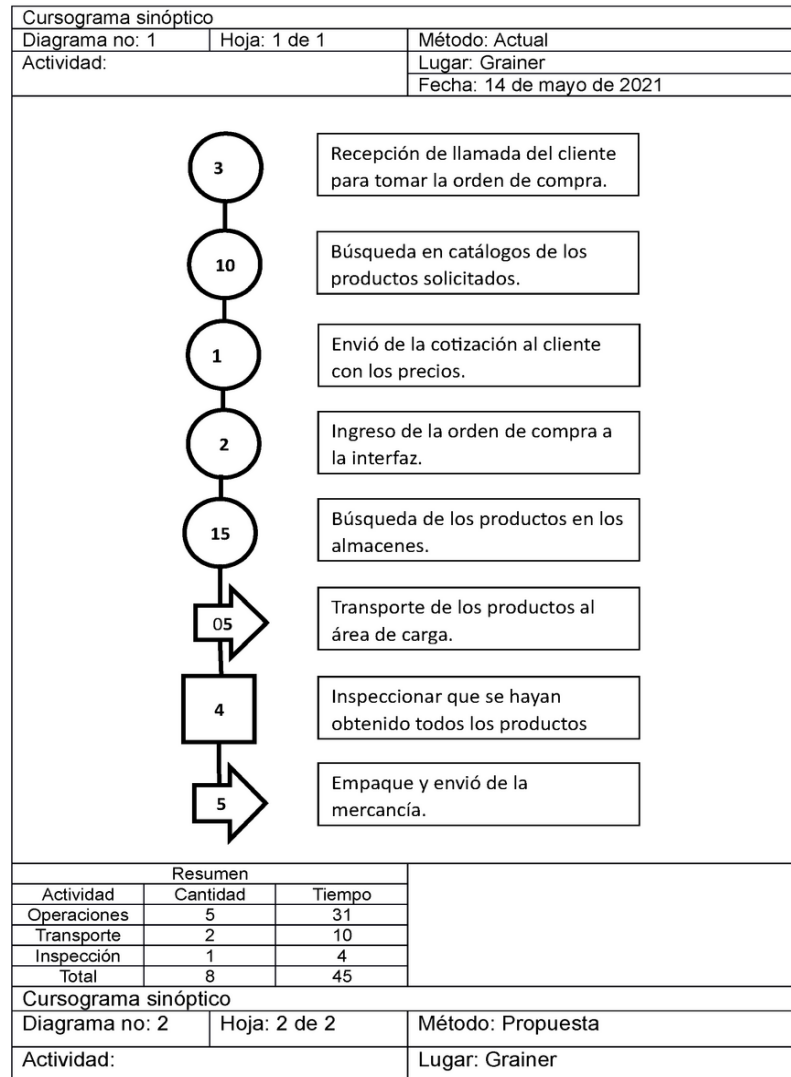 Cursograma sinóptico
Diagrama no: 1 Hoja: 1 de 1 Método: Actual
Actividad: Lugar: Grainer
Fecha: 14 de mayo de 2021
3
Recepción de llamada del cliente
para tomar la orden de compra.
10
Búsqueda en catálogos de los
productos solicitados.
1
Envió de la cotización al cliente
con los precios.
2
Ingreso de la orden de compra a
la interfaz.
15
Búsqueda de los productos en los
almacenes.
05
Transporte de los productos al
área de carga.
4
Inspeccionar que se hayan
obtenido todos los productos
5
Empaque y envió de la
mercancía.
Resumen
Actividad Cantidad Tiempo
Operaciones 5 31
Transporte 2 10
Inspección 1 4
Total 8 45
Cursograma sinóptico
Diagrama no: 2 Hoja: 2 de 2 Método: Propuesta
Actividad: Lugar: Grainer